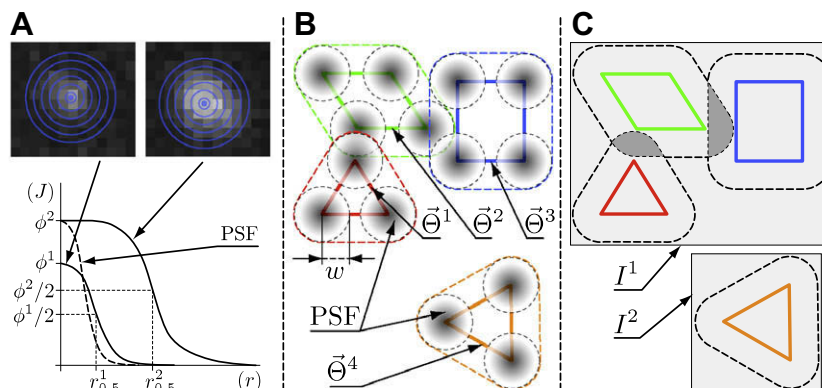 A
(J)
ϕ²
PSF
ϕ¹
ϕ²/2
ϕ¹/2
r¹₀.₅
r²₀.₅
(r)
B
Θ⃗¹
Θ⃗²
Θ⃗³
w
PSF
Θ⃗⁴
C
I¹
I²